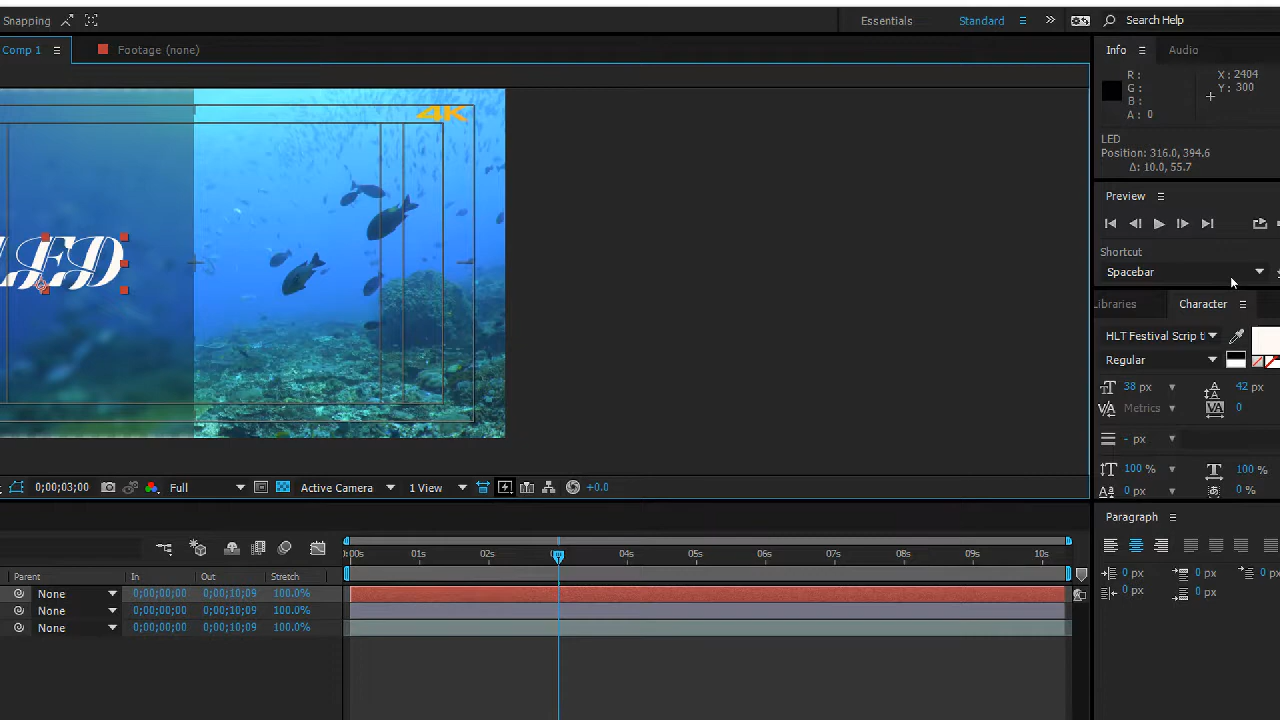 Snapping
Essentials
Standard
Search Help
Comp 1
Footage (none)
Info
Audio
R :
G :
B :
A : 0
X : 2404
Y : 300
LED
Position: 316.0, 394.6
Δ: 10.0, 55.7
4K
LED
Preview
Shortcut
Spacebar
Libraries
Character
HLT Festival Script
Regular
38 px
42 px
Metrics
0
- px
100 %
100 %
0 px
0 %
0;00;03;00
Full
Active Camera
1 View
+0.0
Paragraph
0 px
0 px
0 px
0 px
0 px
01s
02s
04s
05s
06s
07s
08s
09s
10s
Parent
In
Out
Stretch
None
0;00;00;00
0;00;10;09
100.0%
None
0;00;00;00
0;00;10;09
100.0%
None
0;00;00;00
0;00;10;09
100.0%